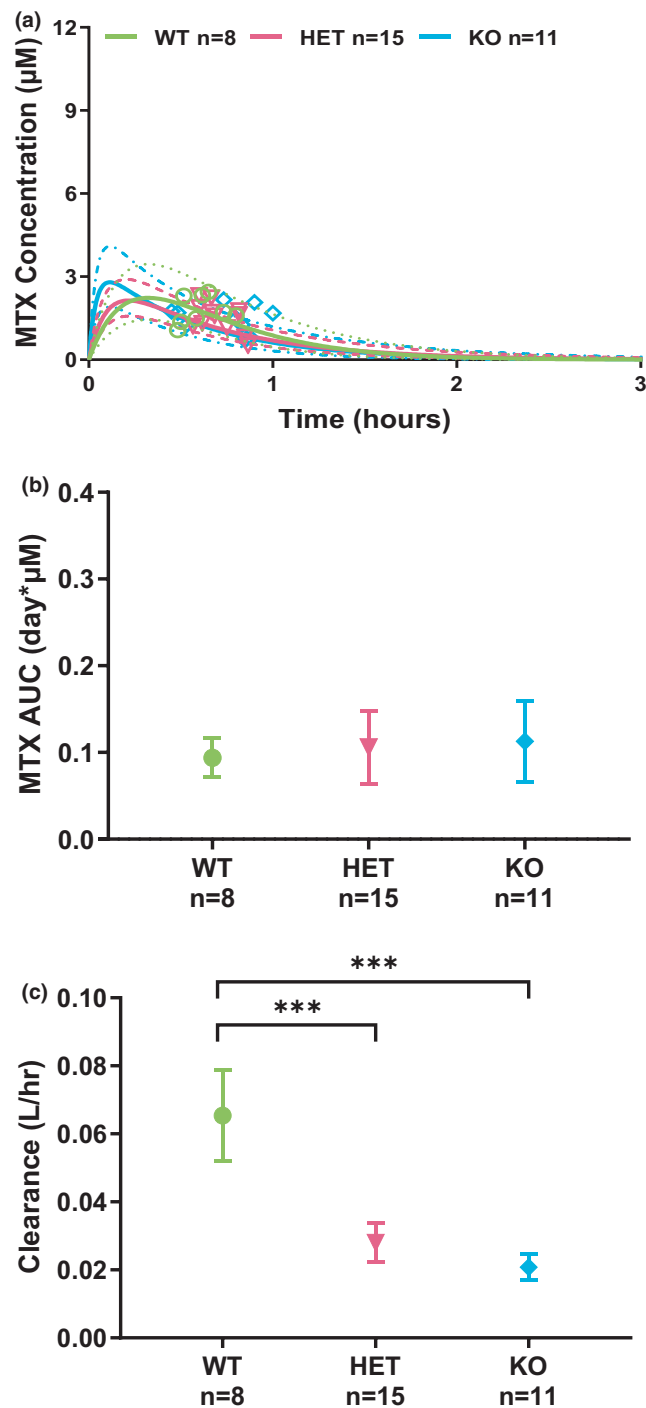 (a)
WT n=8 HET n=15 KO n=11
MTX Concentration (µM)
12
9
6
3
0
0 1 2 3
Time (hours)
(b)
MTX AUC (day*µM)
0.4
0.3
0.2
0.1
0.0
WT HET KO
n=8 n=15 n=11
(c)
***
***
Clearance (L/hr)
0.10
0.08
0.06
0.04
0.02
0.00
WT HET KO
n=8 n=15 n=11